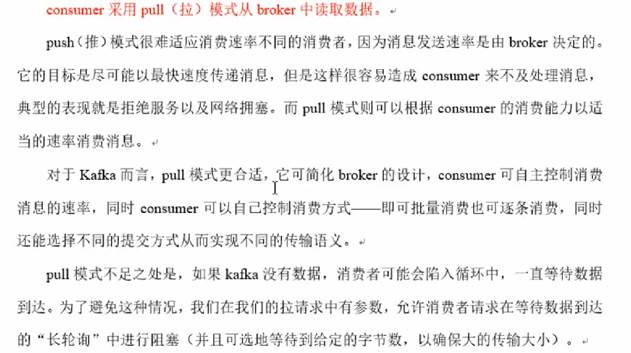 consumer 采用 pull（拉）模式从 broker 中读取数据。
push（推）模式很难适应消费速率不同的消费者，因为消息发送速率是由 broker 决定的。
它的目标是尽可能以最快速度传递消息，但是这样很容易造成 consumer 来不及处理消息，
典型的表现就是拒绝服务以及网络拥塞。而 pull 模式则可以根据 consumer 的消费能力以适
当的速率消费消息。
对于 Kafka 而言，pull 模式更合适，它可简化 broker 的设计，consumer 可自主控制消费
消息的速率，同时 consumer 可以自己控制消费方式——即可批量消费也可逐条消费，同时
还能选择不同的提交方式从而实现不同的传输语义。
pull 模式不足之处是，如果 kafka 没有数据，消费者可能会陷入循环中，一直等待数据
到达。为了避免这种情况，我们在我们的拉请求中有参数，允许消费者请求在等待数据到达
的“长轮询”中进行阻塞（并且可选地等待到给定的字节数，以确保大的传输大小）。